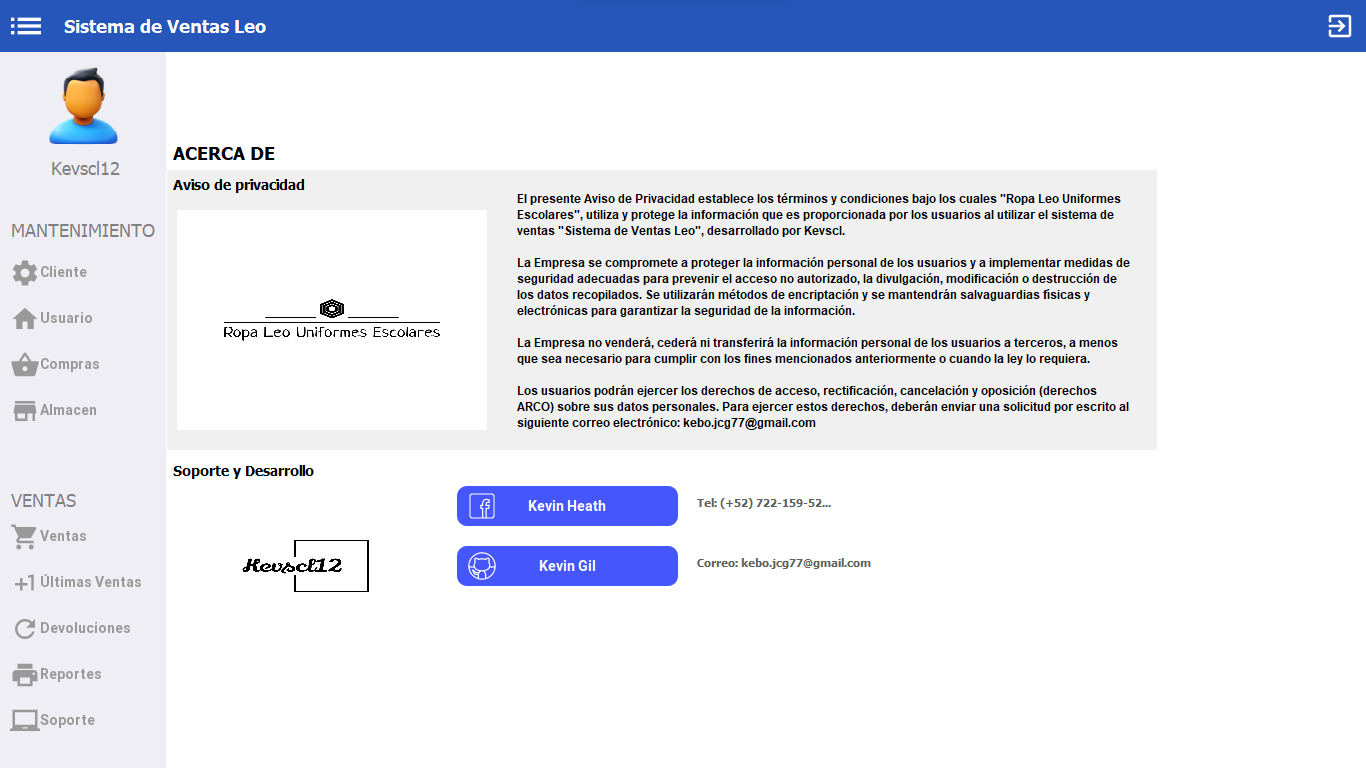 Sistema de Ventas Leo
Kevscl12
MANTENIMIENTO
Cliente
Usuario
Compras
Almacen
VENTAS
Ventas
+1 Últimas Ventas
Devoluciones
Reportes
Soporte
ACERCA DE
Aviso de privacidad
Ropa Leo Uniformes Escolares
El presente Aviso de Privacidad establece los términos y condiciones bajo los cuales "Ropa Leo Uniformes
Escolares", utiliza y protege la información que es proporcionada por los usuarios al utilizar el sistema de
ventas "Sistema de Ventas Leo", desarrollado por Kevscl.
La Empresa se compromete a proteger la información personal de los usuarios y a implementar medidas de
seguridad adecuadas para prevenir el acceso no autorizado, la divulgación, modificación o destrucción de
los datos recopilados. Se utilizarán métodos de encriptación y se mantendrán salvaguardias físicas y
electrónicas para garantizar la seguridad de la información.
La Empresa no venderá, cederá ni transferirá la información personal de los usuarios a terceros, a menos
que sea necesario para cumplir con los fines mencionados anteriormente o cuando la ley lo requiera.
Los usuarios podrán ejercer los derechos de acceso, rectificación, cancelación y oposición (derechos
ARCO) sobre sus datos personales. Para ejercer estos derechos, deberán enviar una solicitud por escrito al
siguiente correo electrónico: kebo.jcg77@gmail.com
Soporte y Desarrollo
Kevscl12
Kevin Heath
Tel: (+52) 722-159-52...
Kevin Gil
Correo: kebo.jcg77@gmail.com